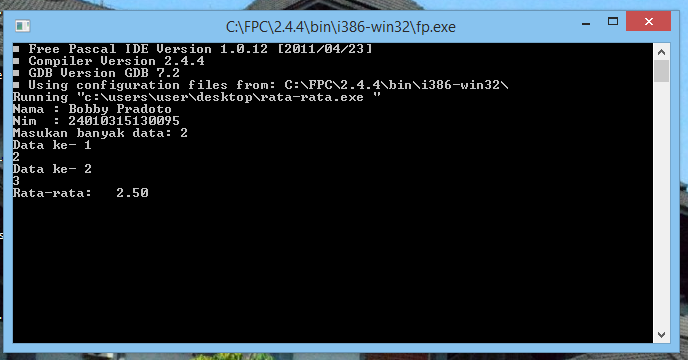 C:\FPC\2.4.4\bin\i386-win32\fp.exe
Free Pascal IDE Version 1.0.12 [2011/04/23]
Compiler Version 2.4.4
GDB Version GDB 7.2
Using configuration files from: C:\FPC\2.4.4\bin\i386-win32\
Running "c:\users\user\desktop\rata-rata.exe "
Nama : Bobby Pradoto
Nim  : 24010315130095
Masukan banyak data: 2
Data ke- 1
2
Data ke- 2
3
Rata-rata:   2.50